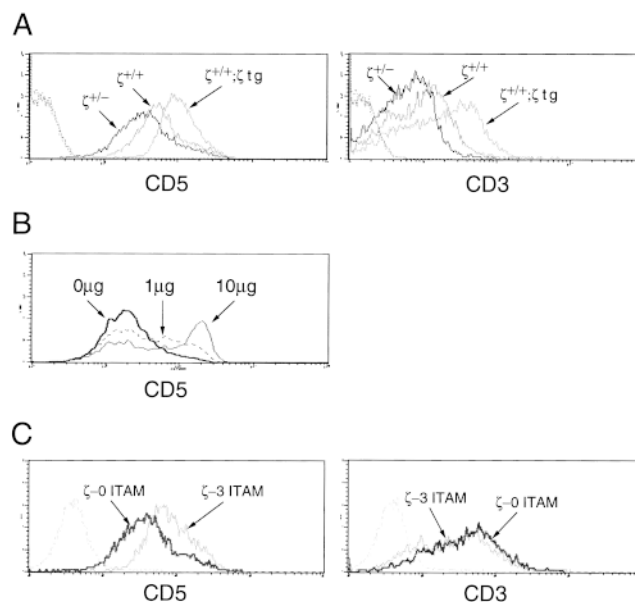 A
ζ+/−
ζ+/+
ζ+/+;ζ tg
CD5
ζ+/−
ζ+/+
ζ+/+;ζ tg
CD3
B
0µg
1µg
10µg
CD5
C
ζ–0 ITAM
ζ–3 ITAM
CD5
ζ–3 ITAM
ζ–0 ITAM
CD3